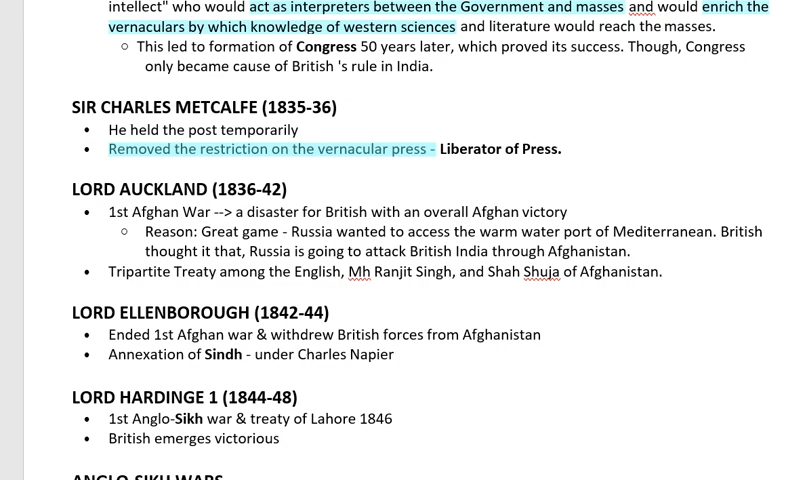 intellect" who would act as interpreters between the Government and masses and would enrich the
vernaculars by which knowledge of western sciences and literature would reach the masses.
○ This led to formation of Congress 50 years later, which proved its success. Though, Congress
only became cause of British 's rule in India.
SIR CHARLES METCALFE (1835-36)
• He held the post temporarily
• Removed the restriction on the vernacular press - Liberator of Press.
LORD AUCKLAND (1836-42)
• 1st Afghan War --> a disaster for British with an overall Afghan victory
○ Reason: Great game - Russia wanted to access the warm water port of Mediterranean. British
thought it that, Russia is going to attack British India through Afghanistan.
• Tripartite Treaty among the English, Mh Ranjit Singh, and Shah Shuja of Afghanistan.
LORD ELLENBOROUGH (1842-44)
• Ended 1st Afghan war & withdrew British forces from Afghanistan
• Annexation of Sindh - under Charles Napier
LORD HARDINGE 1 (1844-48)
• 1st Anglo-Sikh war & treaty of Lahore 1846
• British emerges victorious
ANGLO-SIKH WARS